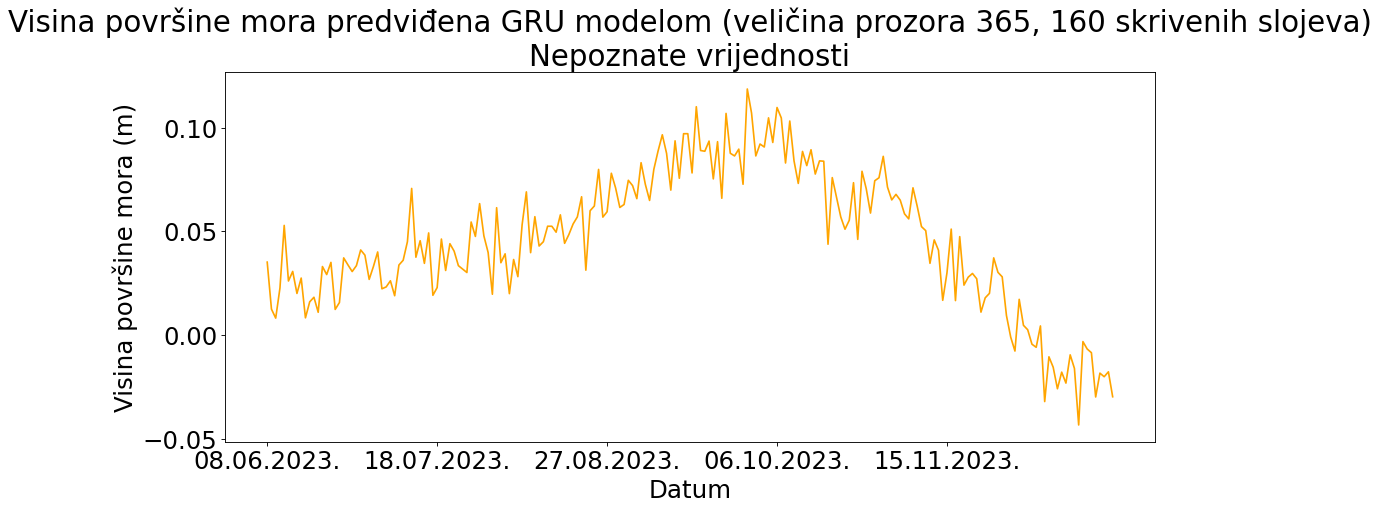 Visina površine mora predviđena GRU modelom (veličina prozora 365, 160 skrivenih slojeva)
Nepoznate vrijednosti
Visina površine mora (m)
0.10
0.05
0.00
−0.05
08.06.2023. 18.07.2023. 27.08.2023. 06.10.2023. 15.11.2023.
Datum